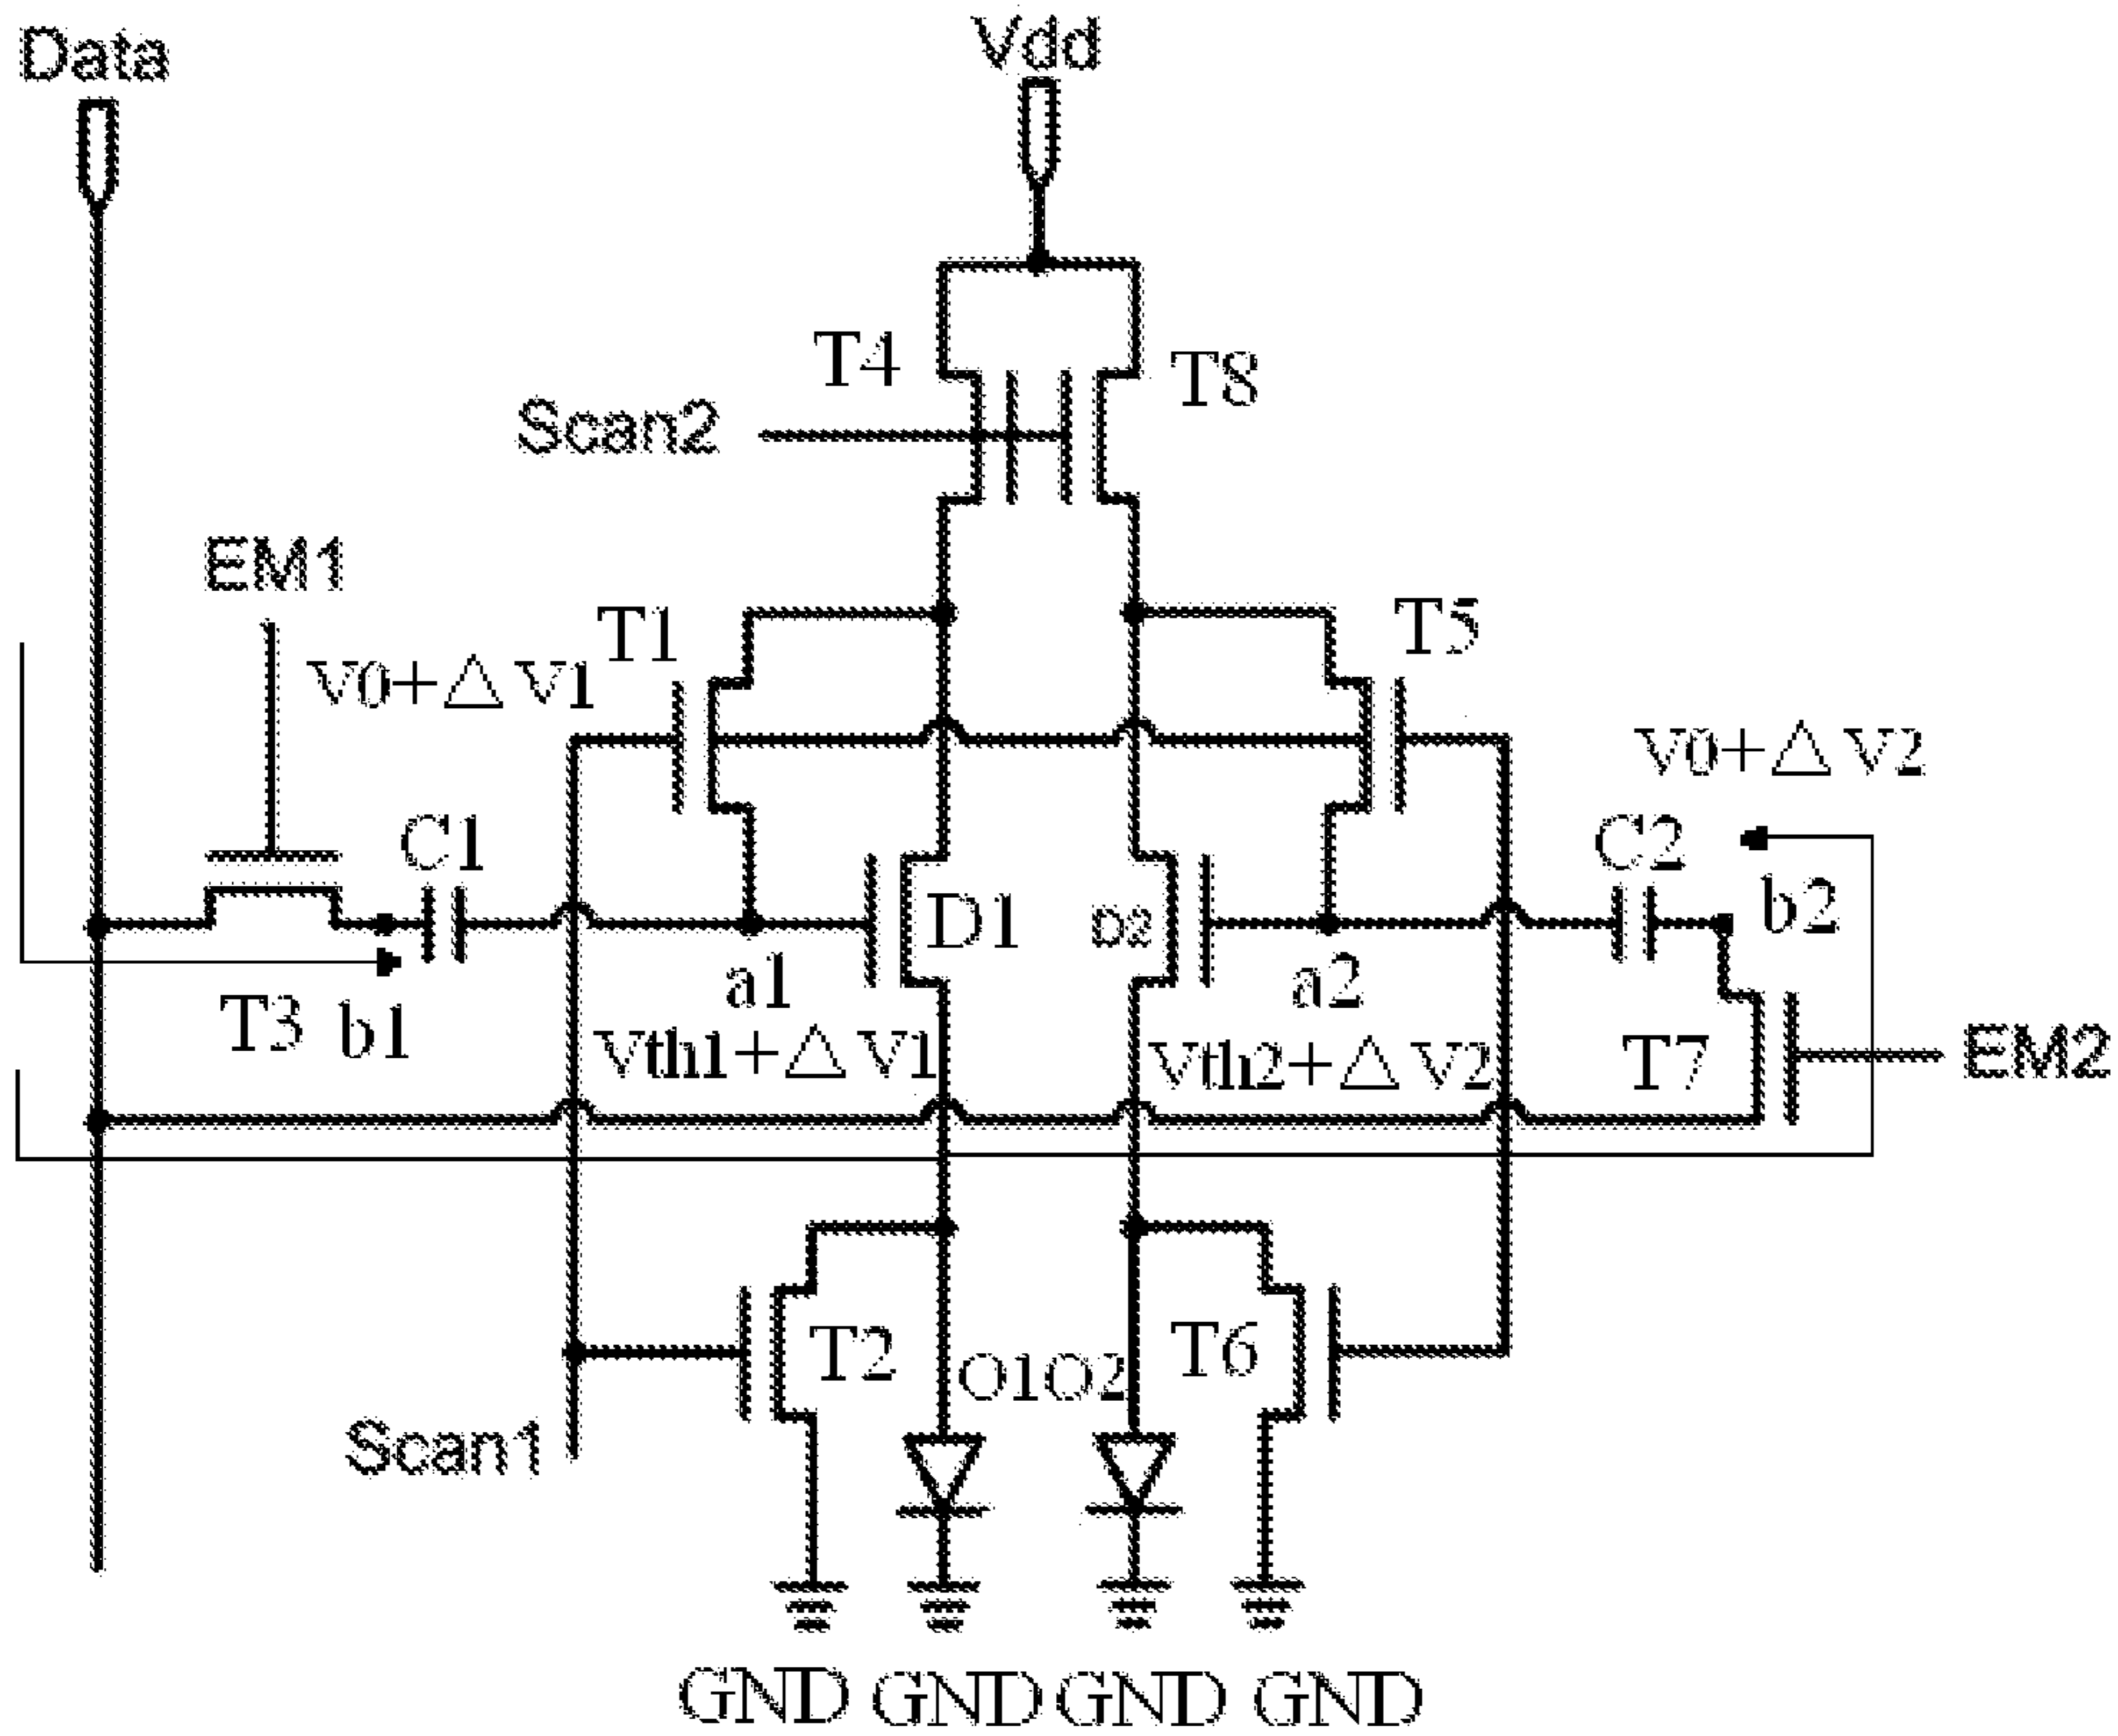 Data
Vdd
T4
T8
Scan2
EM1
T1
T5
V0+△V1
V0+△V2
C1
C2
D1
D2
b2
a1
a2
T3
b1
Vth1+△V1
Vth2+△V2
T7
EM2
T2
O1O2
T6
Scan1
GND GND GND GND